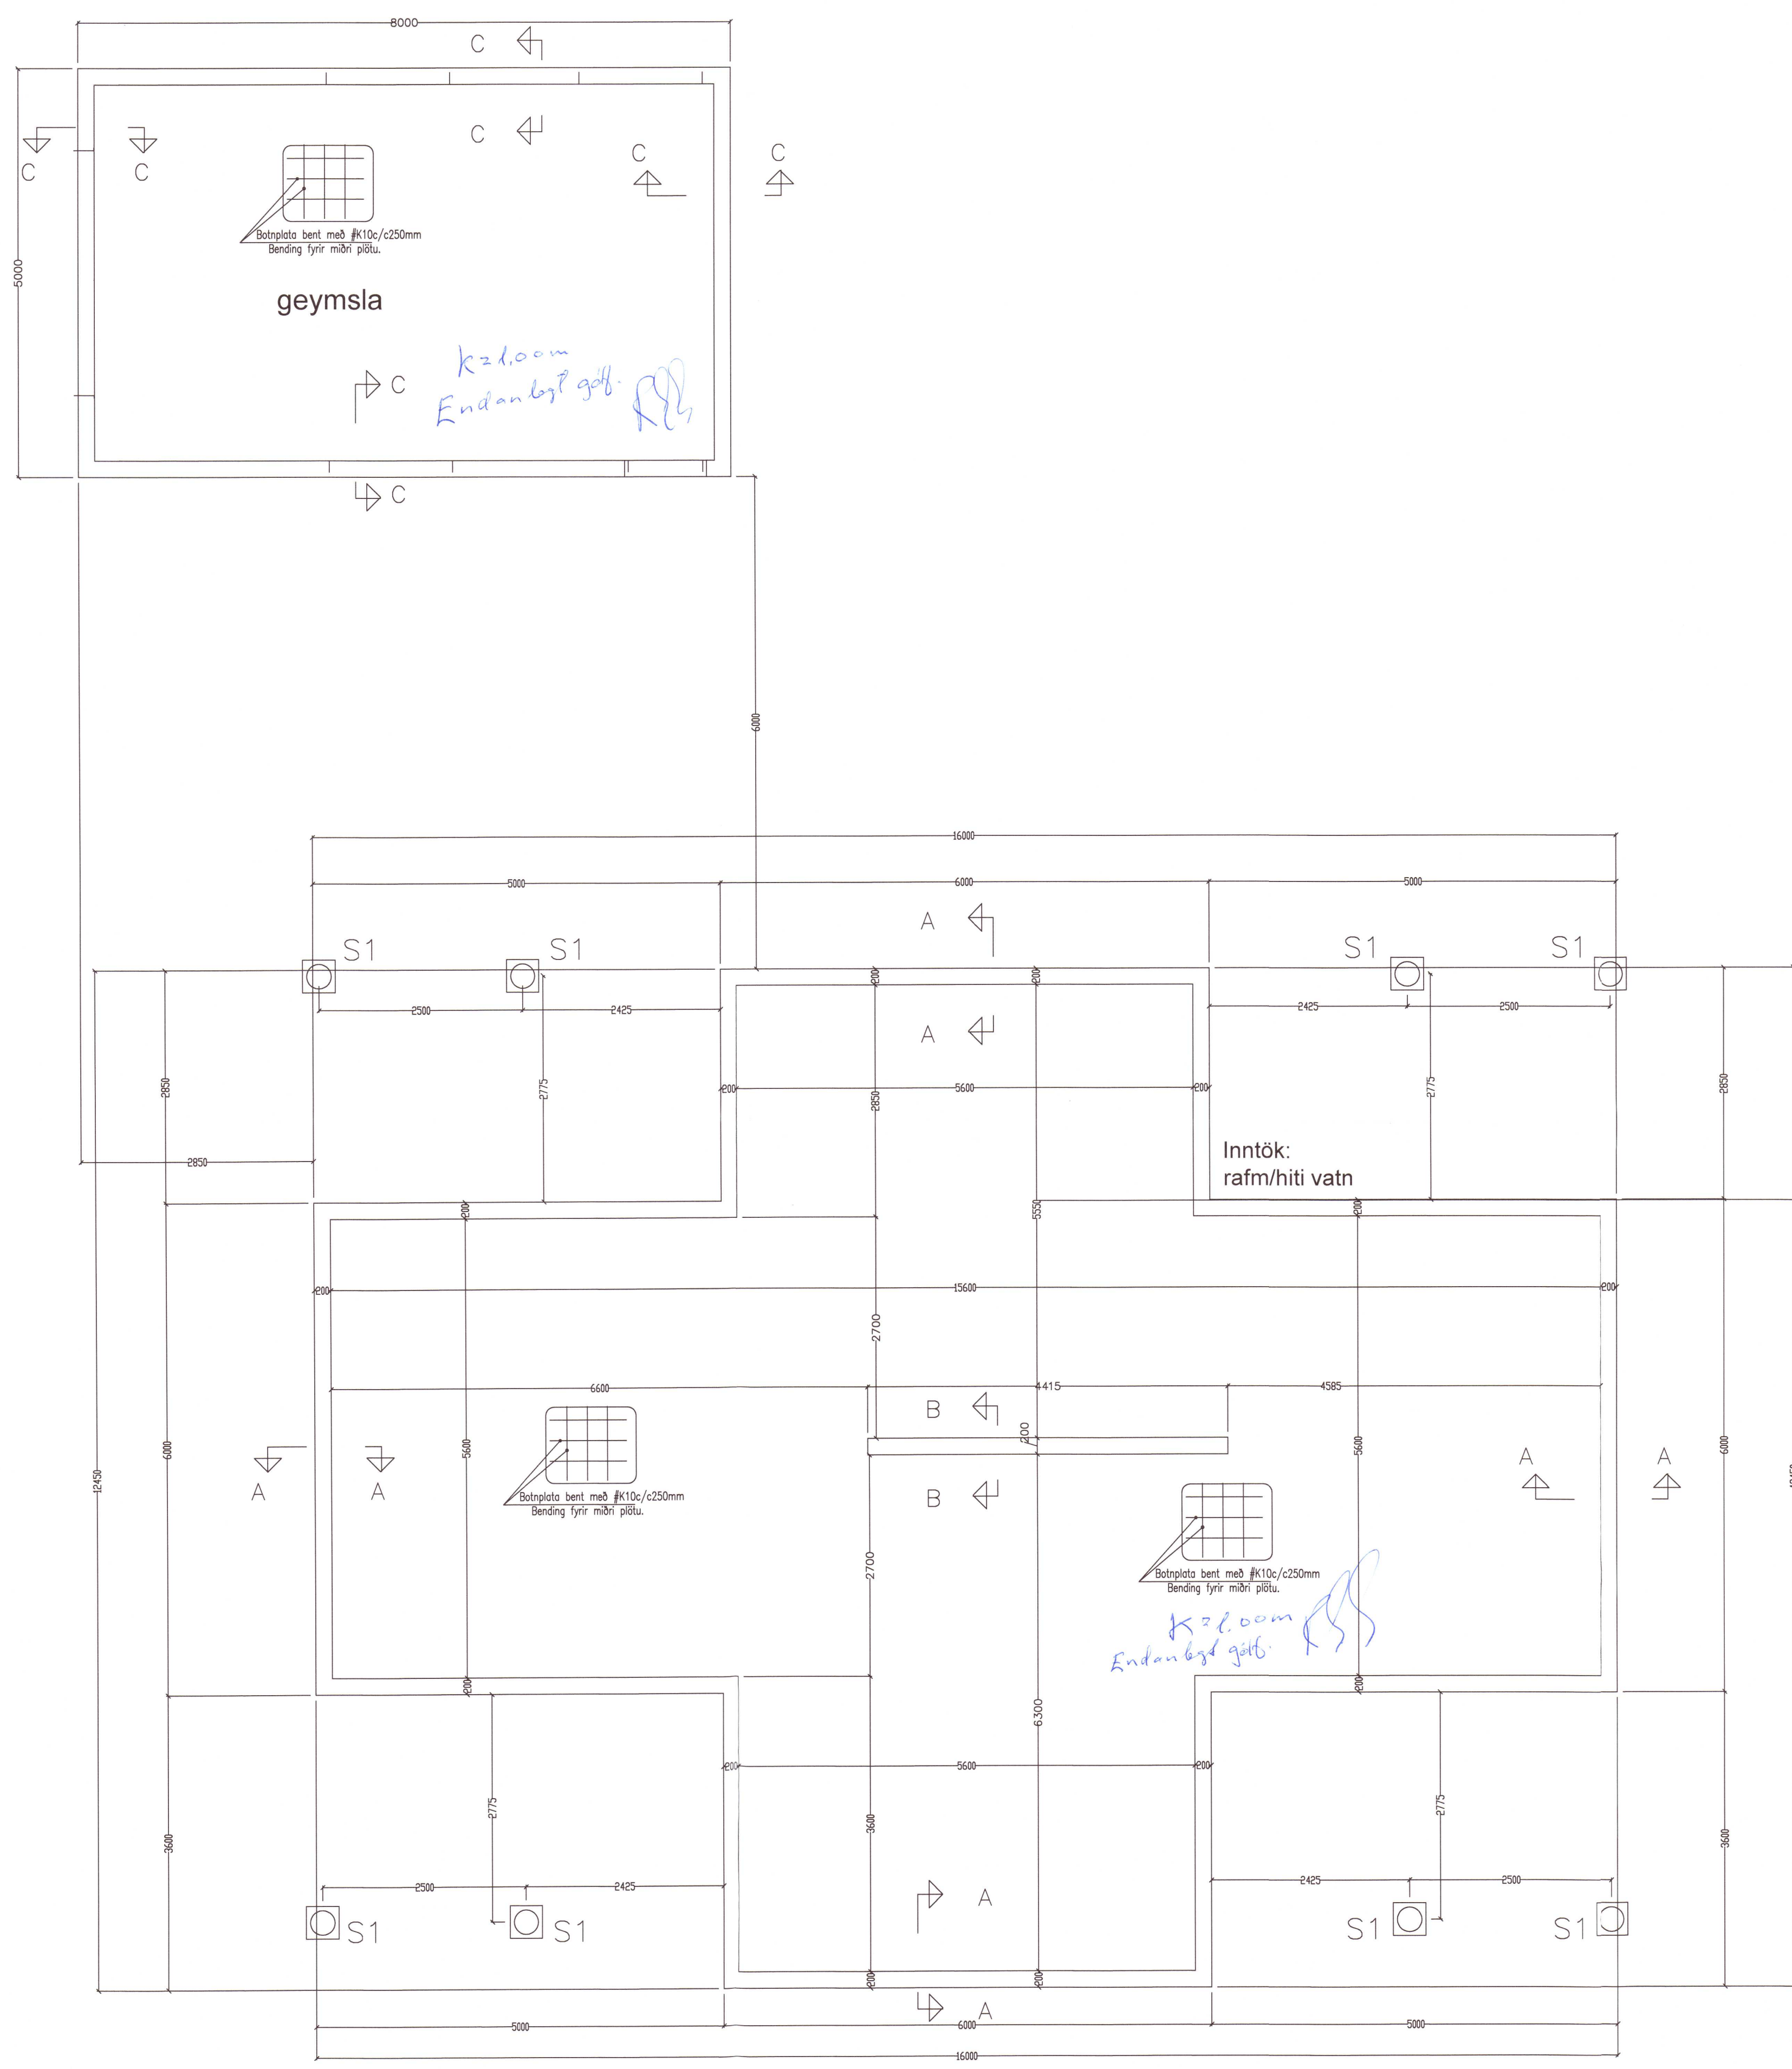 8000
C
C
C
C
C
C
5000
Botnplata bent með #K10c/c250mm
Bending fyrir miðri plötu.
geymsla
K=1.00m
Endanlegt gólf.
C
C
6000
16000
5000
6000
5000
A
S1
S1
S1
S1
200
200
2500
2425
2425
2500
A
2850
2775
200
5600
200
2850
2775
2850
Inntök:
rafm/hiti vatn
2850
200
5550
200
200
15600
200
2700
6600
4415
4585
B
200
12450
6000
5600
5600
6000
12450
A
A
A
A
B
Botnplata bent með #K10c/c250mm
Bending fyrir miðri plötu.
2700
Botnplata bent með #K10c/c250mm
Bending fyrir miðri plötu.
K=1.00m
Endanlegt gólf.
200
200
6300
200
5600
200
2775
2775
3600
3600
3600
2500
2425
2425
2500
A
S1
S1
S1
S1
200
200
A
5000
6000
5000
16000